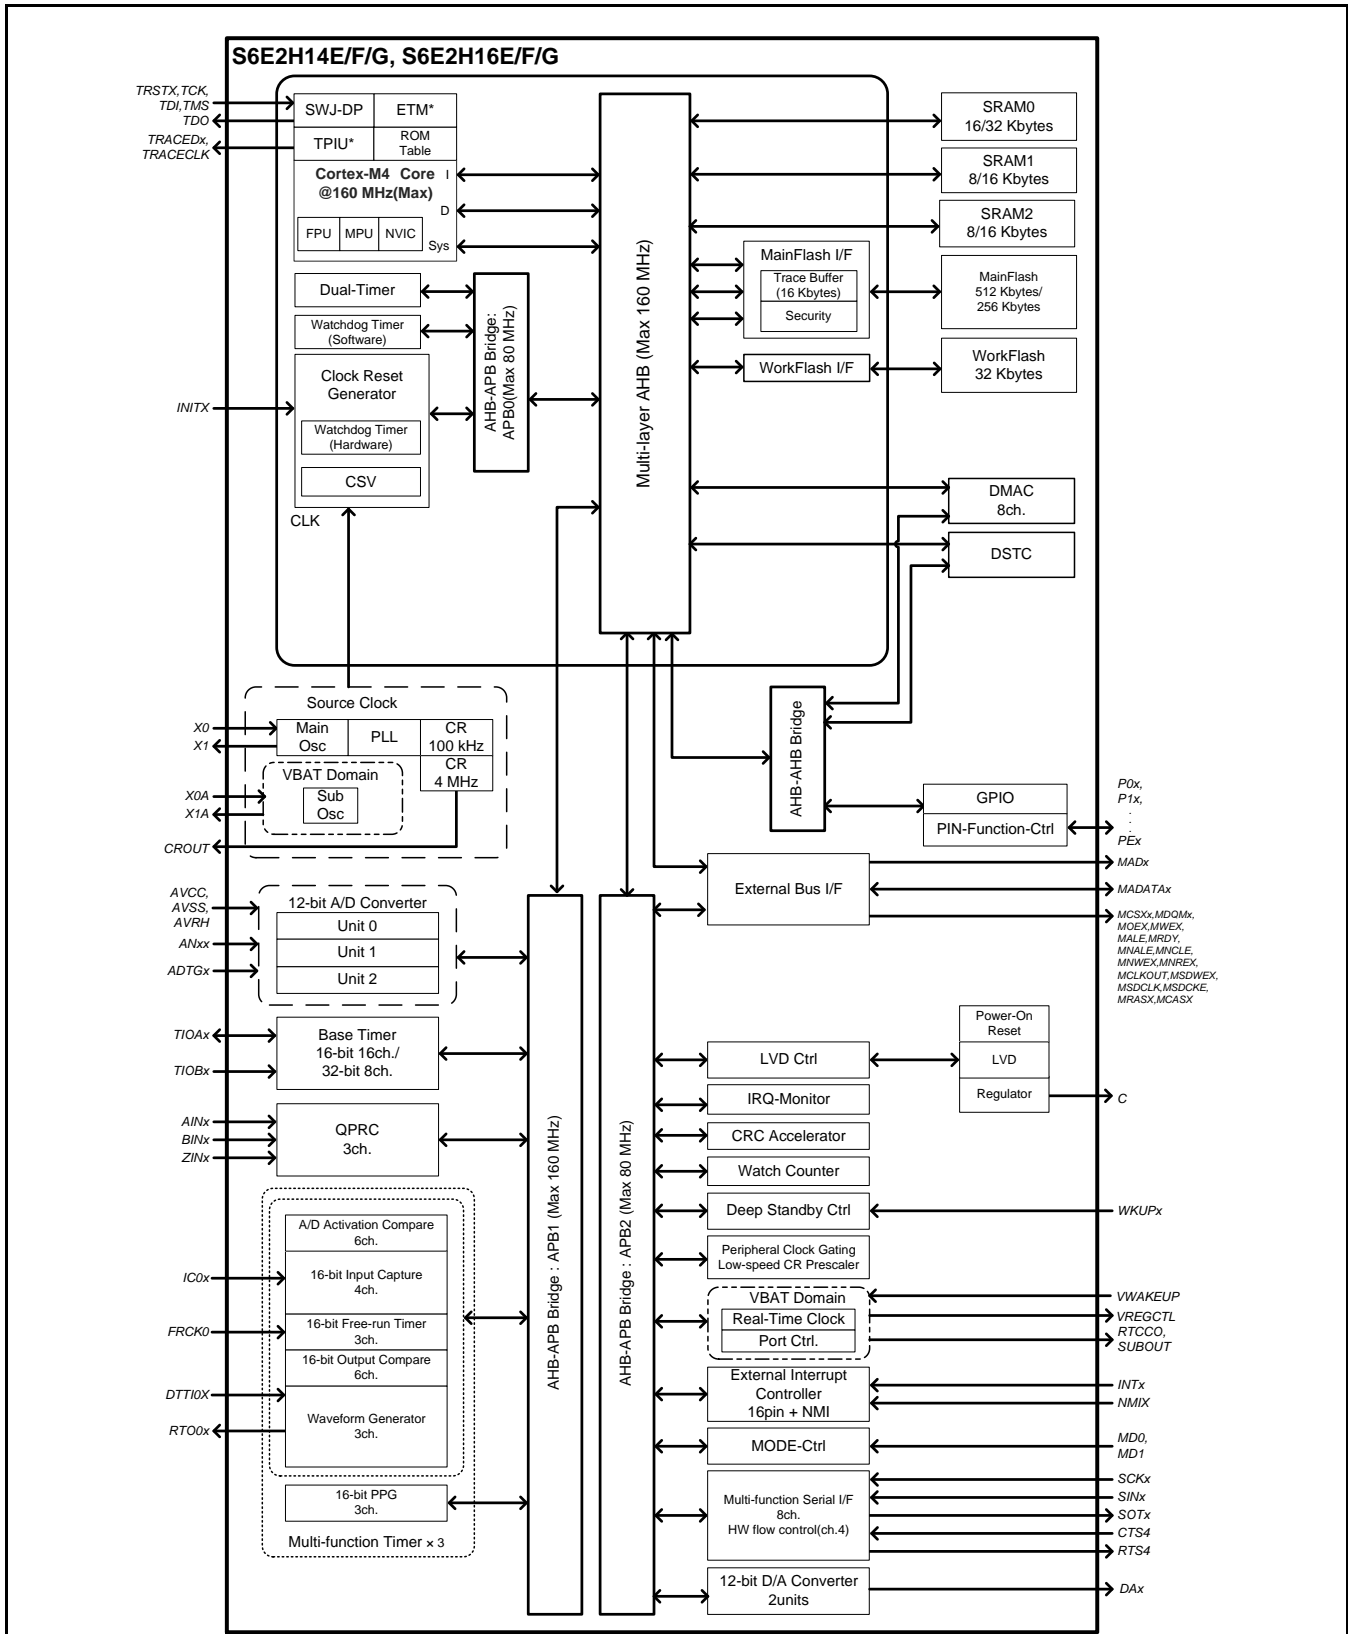 S6E2H14E/F/G, S6E2H16E/F/G
TRSTX,TCK,
TDI,TMS
TDO
TRACEDx,
TRACECLK
SWJ-DP
ETM*
TPIU*
ROM
Table
Cortex-M4 Core
@160 MHz(Max)
I
D
Sys
FPU
MPU
NVIC
Dual-Timer
Watchdog Timer
(Software)
Clock Reset
Generator
Watchdog Timer
(Hardware)
CSV
CLK
INITX
AHB-APB Bridge:
APB0(Max 80 MHz)
Multi-layer AHB (Max 160 MHz)
SRAM0
16/32 Kbytes
SRAM1
8/16 Kbytes
SRAM2
8/16 Kbytes
MainFlash I/F
Trace Buffer
(16 Kbytes)
Security
MainFlash
512 Kbytes/
256 Kbytes
WorkFlash I/F
WorkFlash
32 Kbytes
DMAC
8ch.
DSTC
AHB-AHB Bridge
Source Clock
X0
X1
Main
Osc
PLL
CR
100 kHz
CR
4 MHz
VBAT Domain
Sub
Osc
X0A
X1A
CROUT
GPIO
PIN-Function-Ctrl
P0x,
P1x,
.
.
PEx
External Bus I/F
MADx
MADATAx
MCSXx,MDQMx,
MOEX,MWEX,
MALE,MRDY,
MNALE,MNCLE,
MNWEX,MNREX,
MCLKOUT,MSDWEX,
MSDCLK,MSDCKE,
MRASX,MCASX
AVCC,
AVSS,
AVRH
ANxx
ADTGx
12-bit A/D Converter
Unit 0
Unit 1
Unit 2
TIOAx
TIOBx
Base Timer
16-bit 16ch./
32-bit 8ch.
AINx
BINx
ZINx
QPRC
3ch.
A/D Activation Compare
6ch.
IC0x
16-bit Input Capture
4ch.
FRCK0
16-bit Free-run Timer
3ch.
16-bit Output Compare
6ch.
DTTI0X
RTO0x
Waveform Generator
3ch.
16-bit PPG
3ch.
Multi-function Timer × 3
AHB-APB Bridge : APB1 (Max 160 MHz)
AHB-APB Bridge : APB2 (Max 80 MHz)
LVD Ctrl
Power-On
Reset
LVD
Regulator
C
IRQ-Monitor
CRC Accelerator
Watch Counter
Deep Standby Ctrl
WKUPx
Peripheral Clock Gating
Low-speed CR Prescaler
VBAT Domain
Real-Time Clock
Port Ctrl.
VWAKEUP
VREGCTL
RTCCO,
SUBOUT
External Interrupt
Controller
16pin + NMI
INTx
NMIX
MODE-Ctrl
MD0,
MD1
Multi-function Serial I/F
8ch.
HW flow control(ch.4)
SCKx
SINx
SOTx
CTS4
RTS4
12-bit D/A Converter
2units
DAx